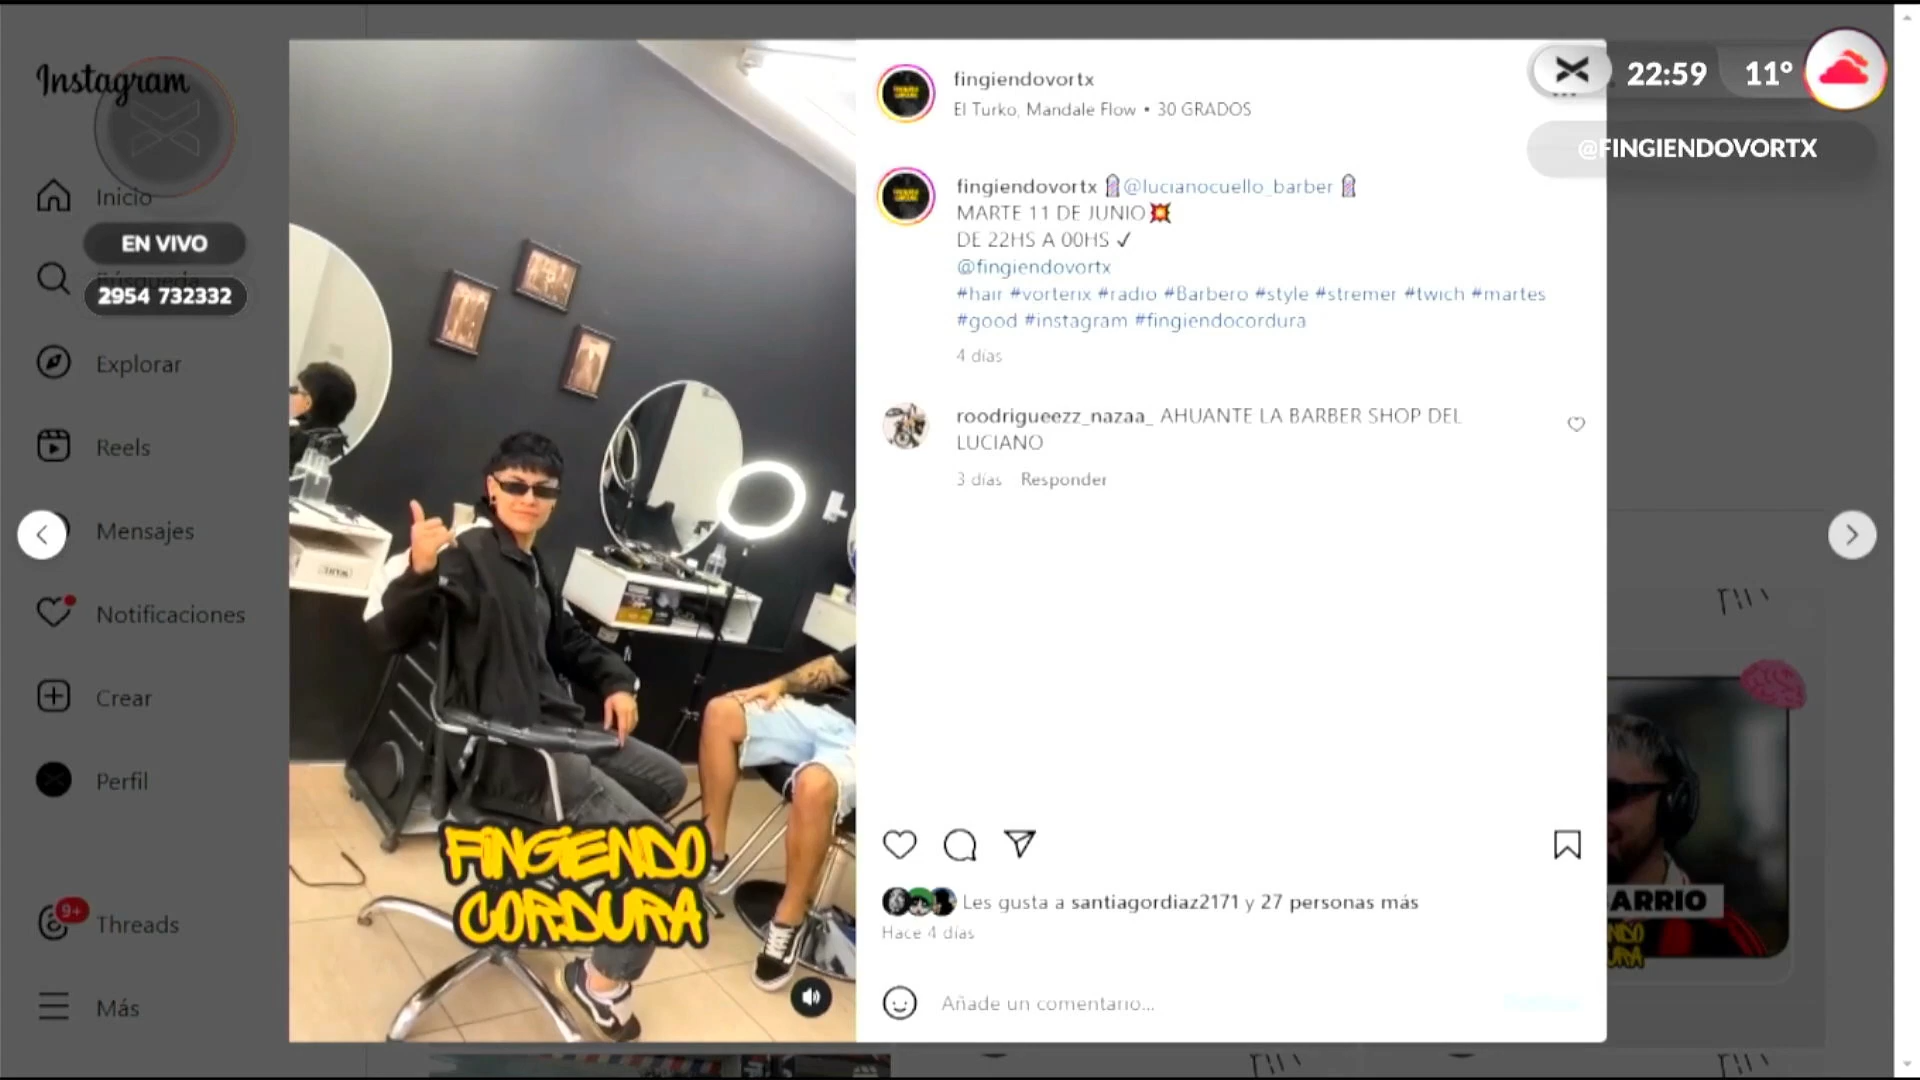 Instagram
Inicio
EN VIVO
Búsqueda
2954 732332
Explorar
Reels
Mensajes
Notificaciones
Crear
Perfil
9+
Threads
Más
FINGIENDO
CORDURA
fingiendovortx
El Turko, Mandale Flow • 30 GRADOS
fingiendovortx 💈@lucianocuello_barber 💈
MARTE 11 DE JUNIO💥
DE 22HS A 00HS ✓
@fingiendovortx
#hair #vorterix #radio #Barbero #style #stremer #twich #martes
#good #instagram #fingiendocordura
4 días
roodrigueezz_nazaa_ AHUANTE LA BARBER SHOP DEL
LUCIANO
3 días Responder
Les gusta a santiagordiaz2171 y 27 personas más
Hace 4 días
Añade un comentario...
22:59 11°
@FINGIENDOVORTX
ARRIO